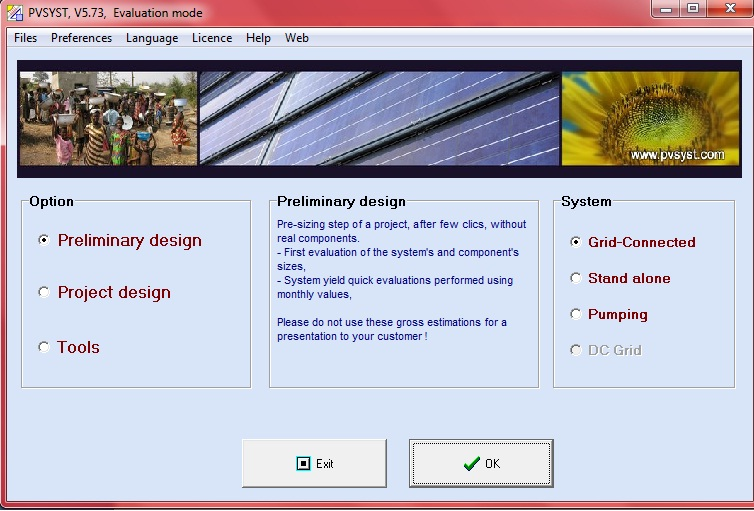 PVSYST, V5.73,  Evaluation mode
Files Preferences Language Licence Help Web
www.pvsyst.com
Option
Preliminary design
Project design
Tools
Preliminary design
Pre-sizing step of a project, after few clics, without
real components.
- First evaluation of the system's and component's
sizes,
- System yield quick evaluations performed using
monthly values,
Please do not use these gross estimations for a
presentation to your customer !
System
Grid-Connected
Stand alone
Pumping
DC Grid
Exit
OK